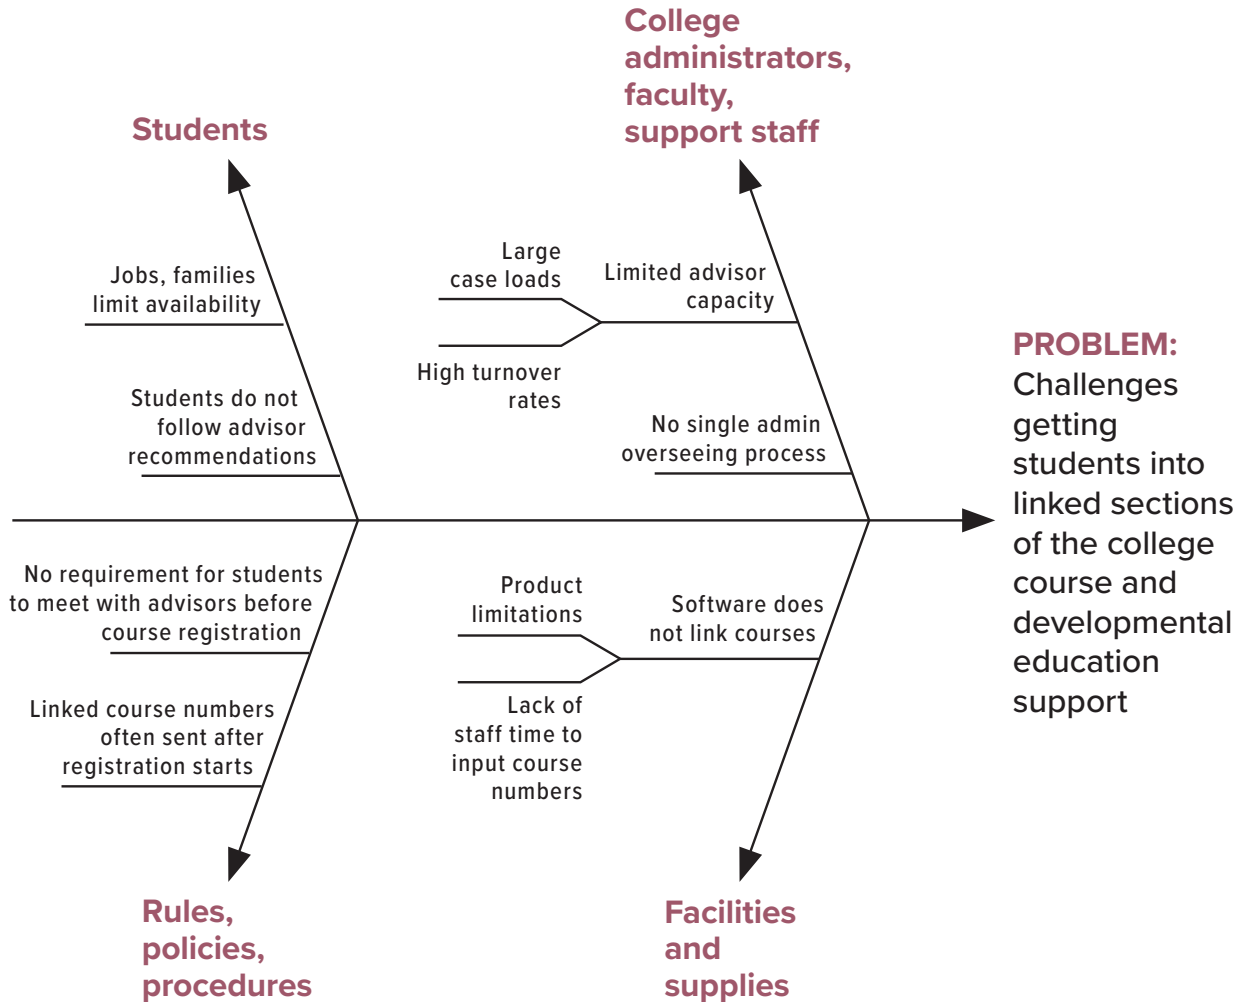 College
administrators,
faculty,
support staff
Students
Large
case loads
Limited advisor
capacity
Jobs, families
limit availability
High turnover
rates
Students do not
follow advisor
recommendations
No single admin
overseeing process
PROBLEM:
Challenges
getting
students into
linked sections
of the college
course and
developmental
education
support
No requirement for students
to meet with advisors before
course registration
Product
limitations
Software does
not link courses
Linked course numbers
often sent after
registration starts
Lack of
staff time to
input course
numbers
Rules,
policies,
procedures
Facilities
and
supplies